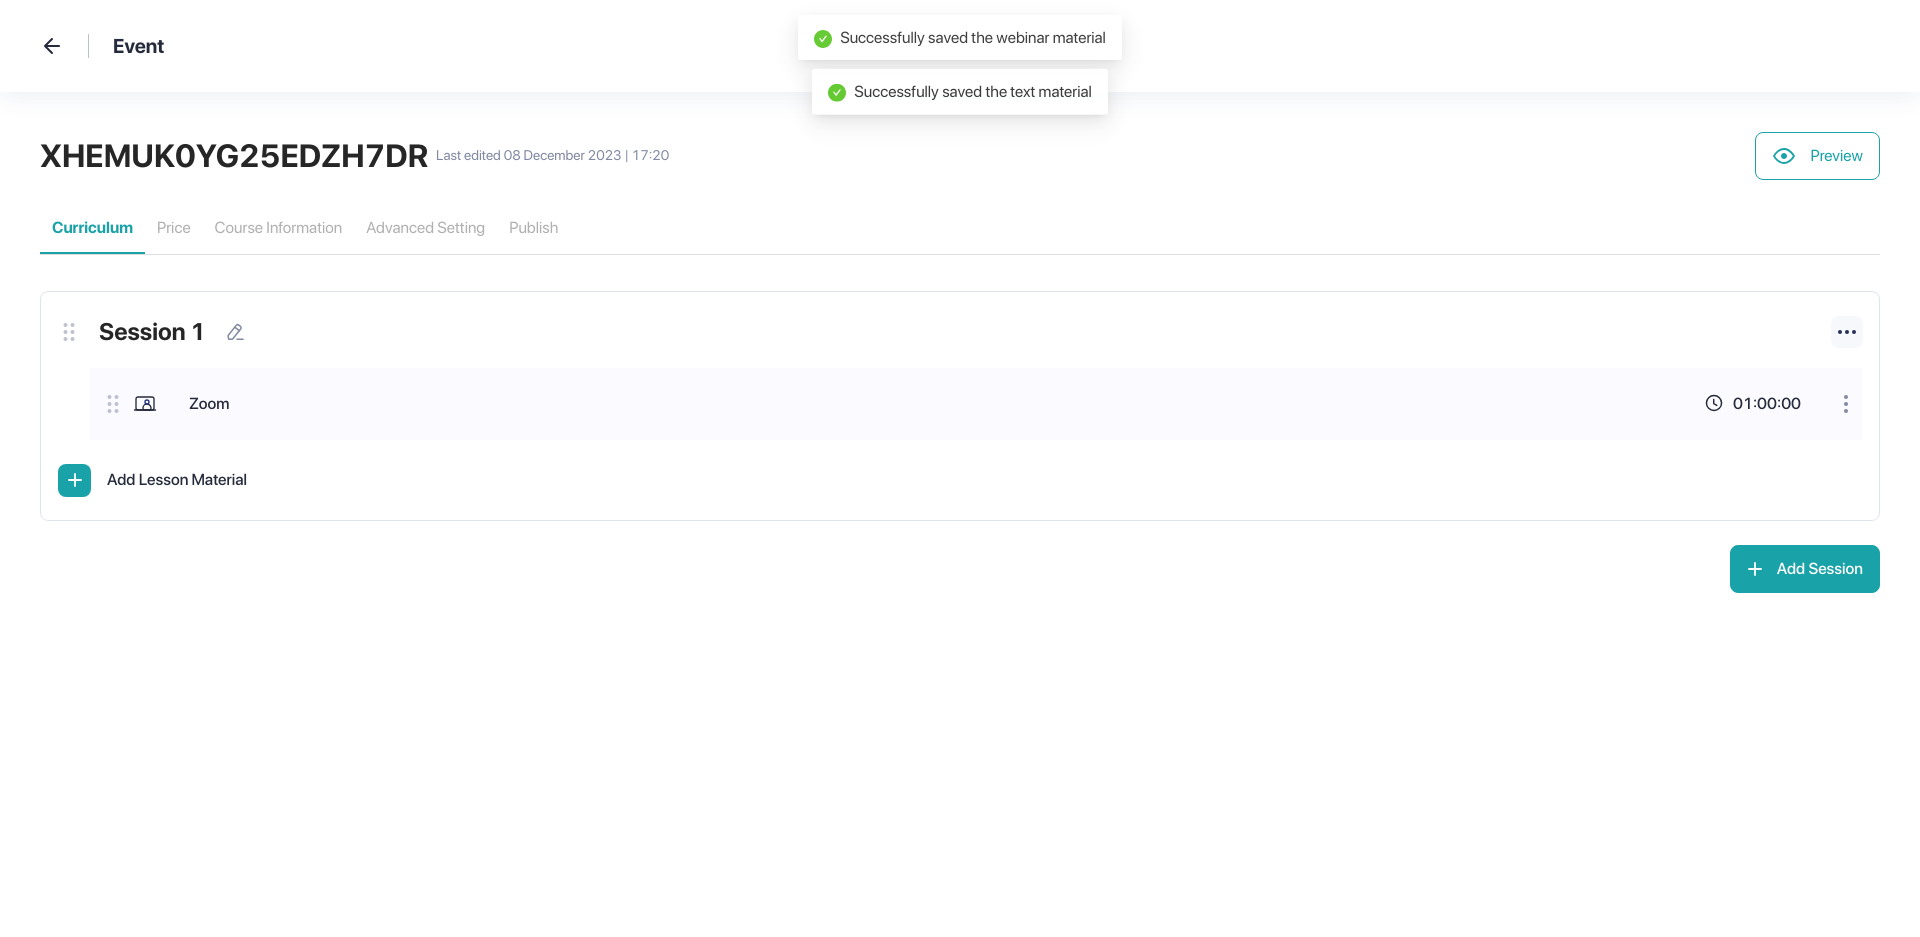 Event
Successfully saved the webinar material
Successfully saved the text material
XHEMUK0YG25EDZH7DR Last edited 08 December 2023 | 17:20
Preview
Curriculum Price Course Information Advanced Setting Publish
Session 1
Zoom 01:00:00
Add Lesson Material
Add Session